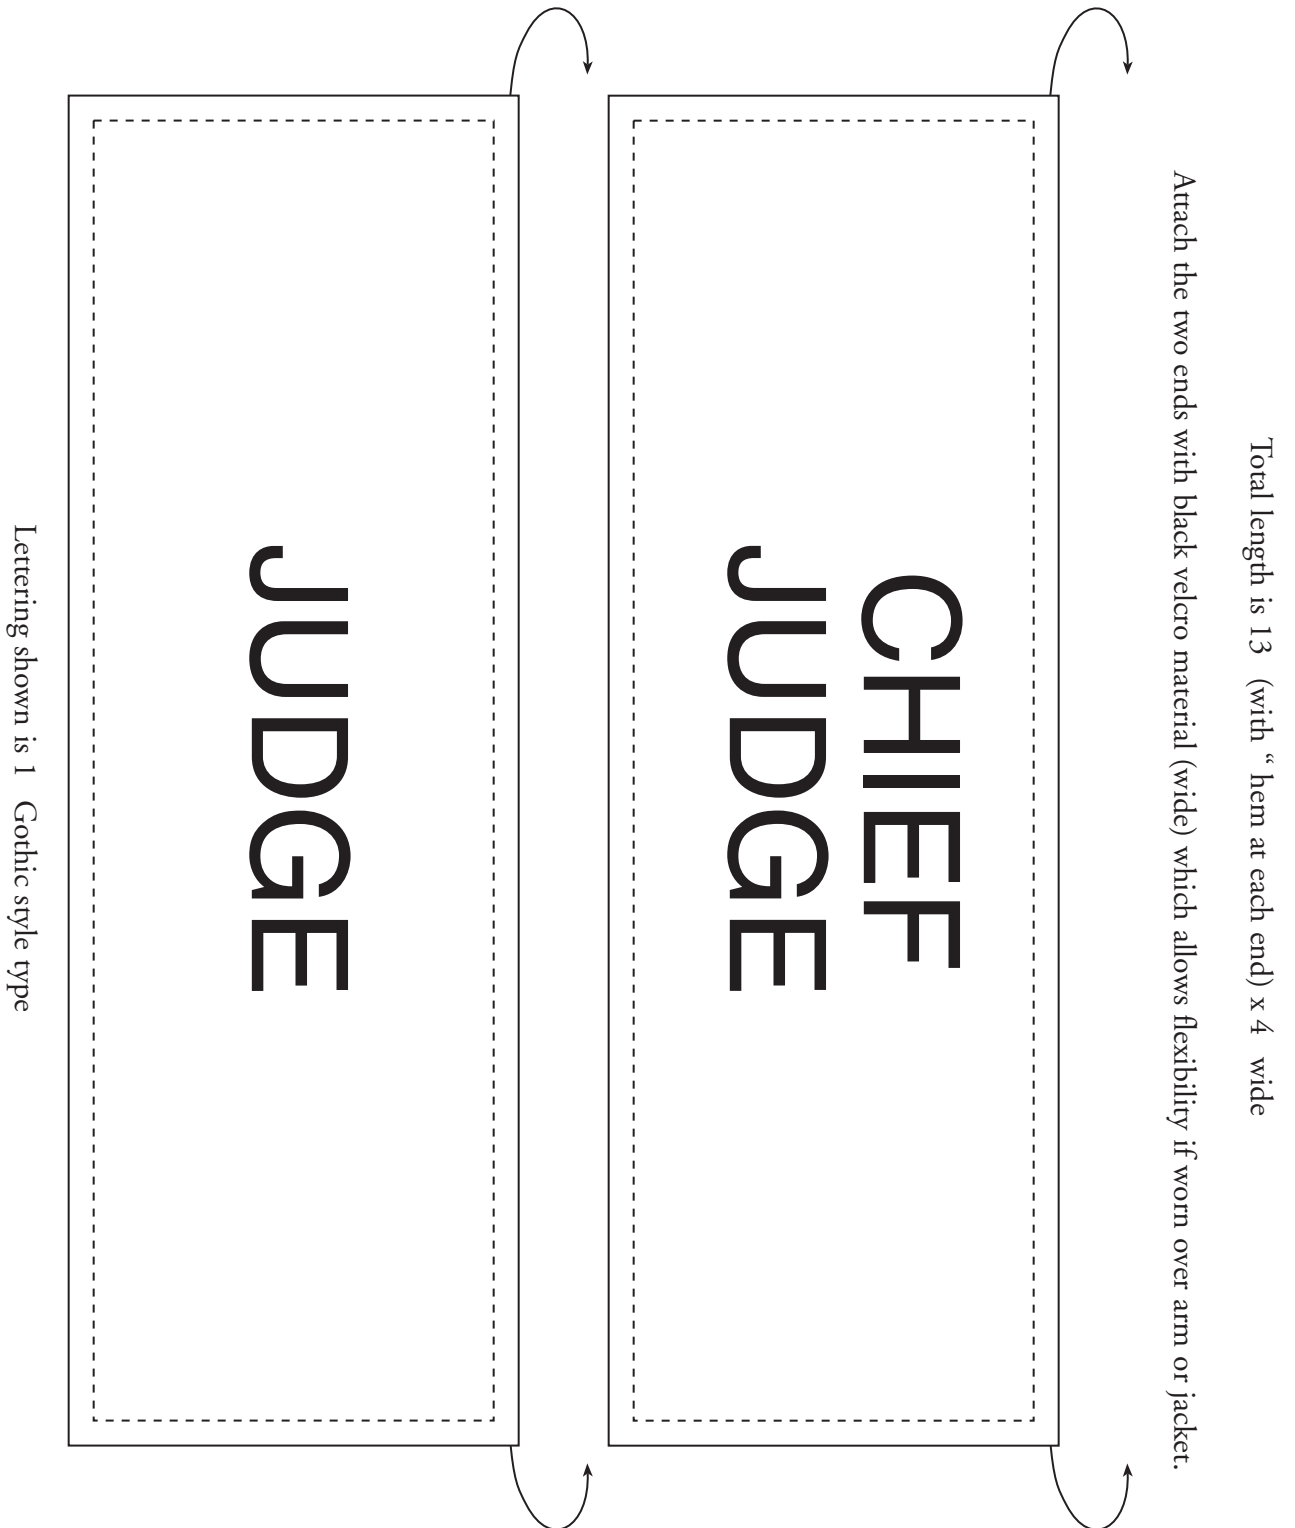 Total length is 13 (with “ hem at each end) x 4 wide
Attach the two ends with black velcro material (wide) which allows flexibility if worn over arm or jacket.
CHIEF
JUDGE
JUDGE
Lettering shown is 1 Gothic style type